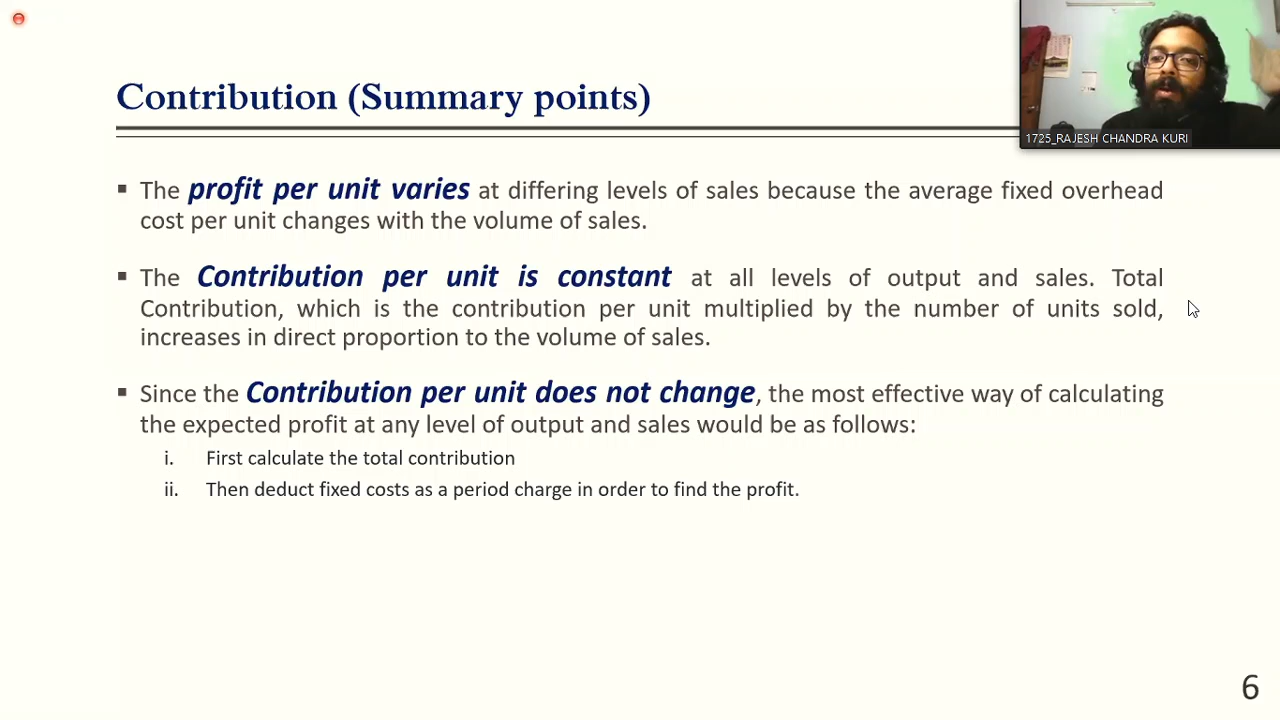 Contribution (Summary points)
1725_RAJESH CHANDRA KURI
▪ The profit per unit varies at differing levels of sales because the average fixed overhead
cost per unit changes with the volume of sales.
▪ The Contribution per unit is constant at all levels of output and sales. Total
Contribution, which is the contribution per unit multiplied by the number of units sold,
increases in direct proportion to the volume of sales.
▪ Since the Contribution per unit does not change, the most effective way of calculating
the expected profit at any level of output and sales would be as follows:
i. First calculate the total contribution
ii. Then deduct fixed costs as a period charge in order to find the profit.
6